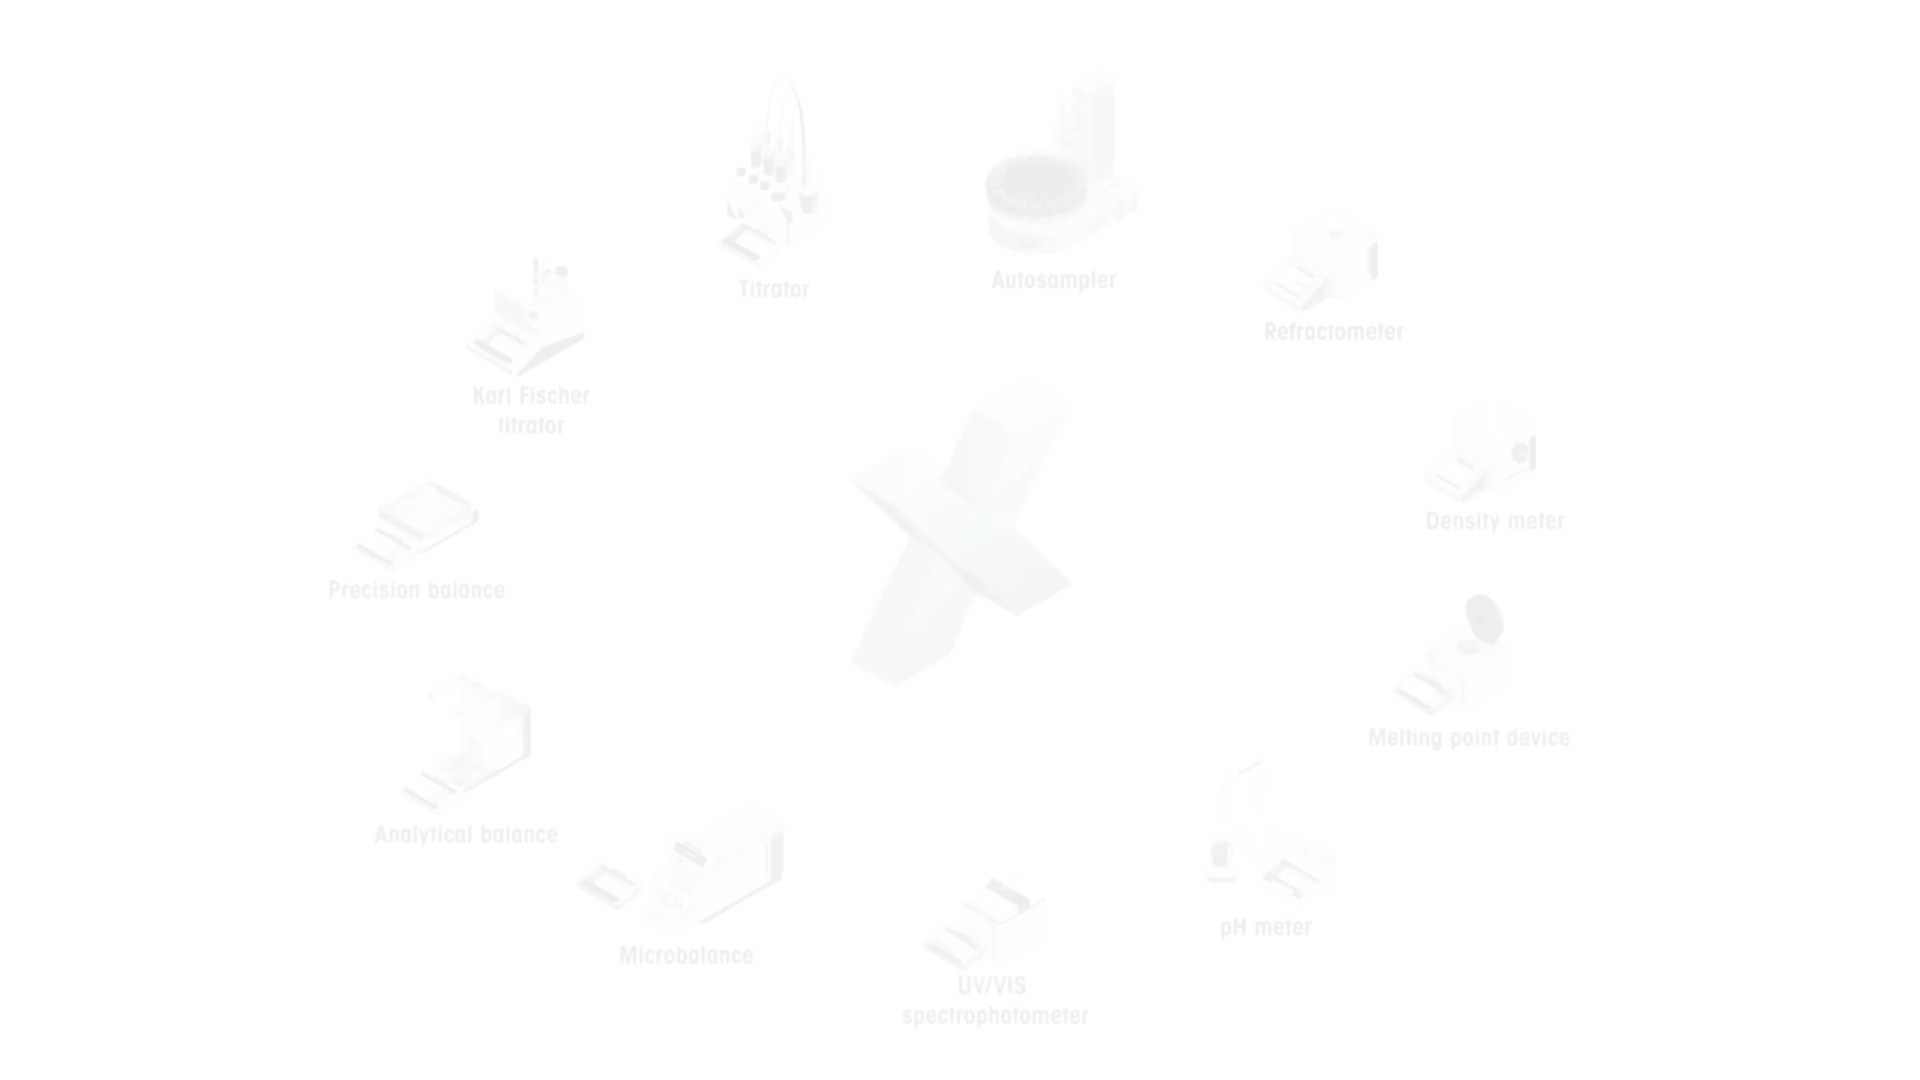 Titrator
Autosampler
Refractometer
Karl Fischer
titrator
Density meter
Precision balance
Melting point device
Analytical balance
pH meter
Microbalance
UV/VIS
spectrophotometer